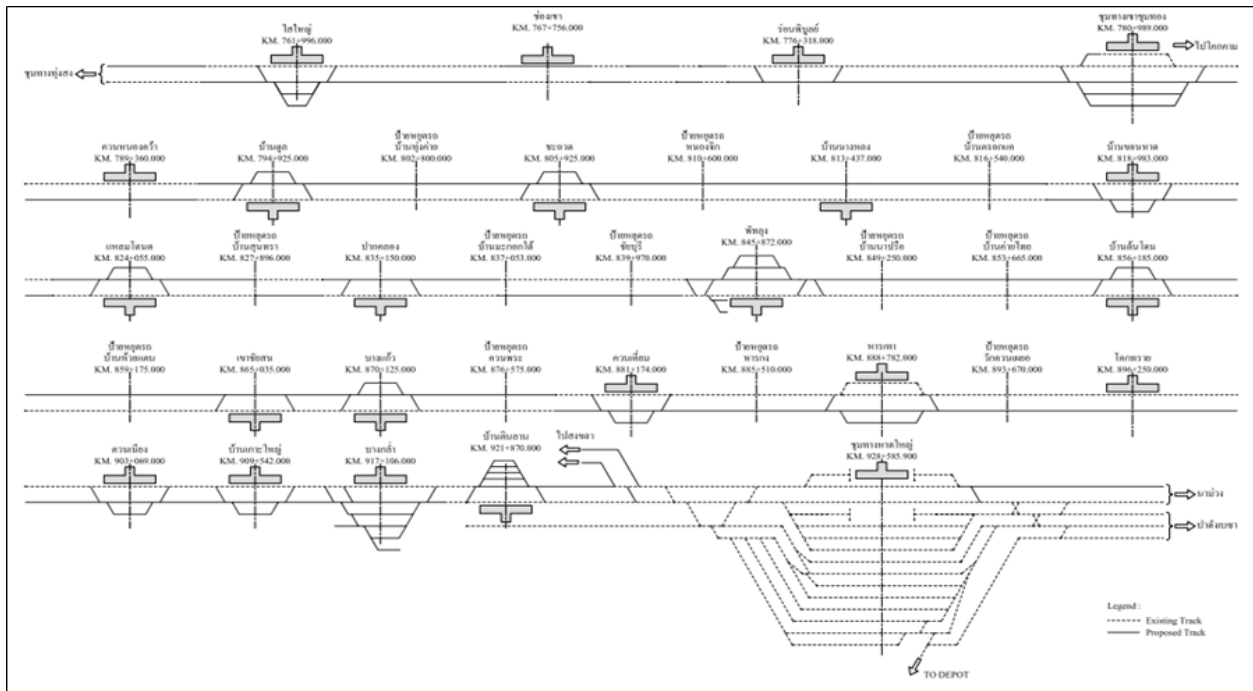 ใสใหญ่
KM. 761+996.000
ช่องเขา
KM. 767+756.000
ร่อนพิบูลย์
KM. 776+318.000
ชุมทางเขาชุมทอง
KM. 780+989.000
ไปโคกคาม
ชุมทางทุ่งสง
ควนหนองคว้า
KM. 789+360.000
บ้านตูล
KM. 794+925.000
ป้ายหยุดรถ
บ้านทุ่งค่าย
KM. 802+800.000
ชะอวด
KM. 805+925.000
ป้ายหยุดรถ
หนองจิก
KM. 810+600.000
บ้านนางหลง
KM. 813+437.000
ป้ายหยุดรถ
บ้านตรอกแค
KM. 816+540.000
บ้านขอนหาด
KM. 818+983.000
แหลมโตนด
KM. 824+055.000
ป้ายหยุดรถ
บ้านสุนทรา
KM. 827+896.000
ปากคลอง
KM. 835+150.000
ป้ายหยุดรถ
บ้านมะกอกใต้
KM. 837+053.000
ป้ายหยุดรถ
ชัยบุรี
KM. 839+970.000
พัทลุง
KM. 845+872.000
ป้ายหยุดรถ
บ้านนาปรือ
KM. 849+250.000
ป้ายหยุดรถ
บ้านค่ายไทย
KM. 853+665.000
บ้านต้นโดน
KM. 856+185.000
ป้ายหยุดรถ
บ้านห้วยแตน
KM. 859+175.000
เขาชัยสน
KM. 865+035.000
บางแก้ว
KM. 870+125.000
ป้ายหยุดรถ
ควนพระ
KM. 876+575.000
ควนเคี่ยม
KM. 881+174.000
ป้ายหยุดรถ
หารกง
KM. 885+510.000
หารเทา
KM. 888+782.000
ป้ายหยุดรถ
วัดควนเผยอ
KM. 893+670.000
โคกทราย
KM. 896+250.000
ควนเนียง
KM. 903+069.000
บ้านเกาะใหญ่
KM. 909+542.000
บางกล่ำ
KM. 917+106.000
บ้านดินลาน
KM. 921+870.000
ไปสงขลา
ชุมทางหาดใหญ่
KM. 928+585.900
นาม่วง
ปาดังเบซา
Legend :
Existing Track
Proposed Track
TO DEPOT